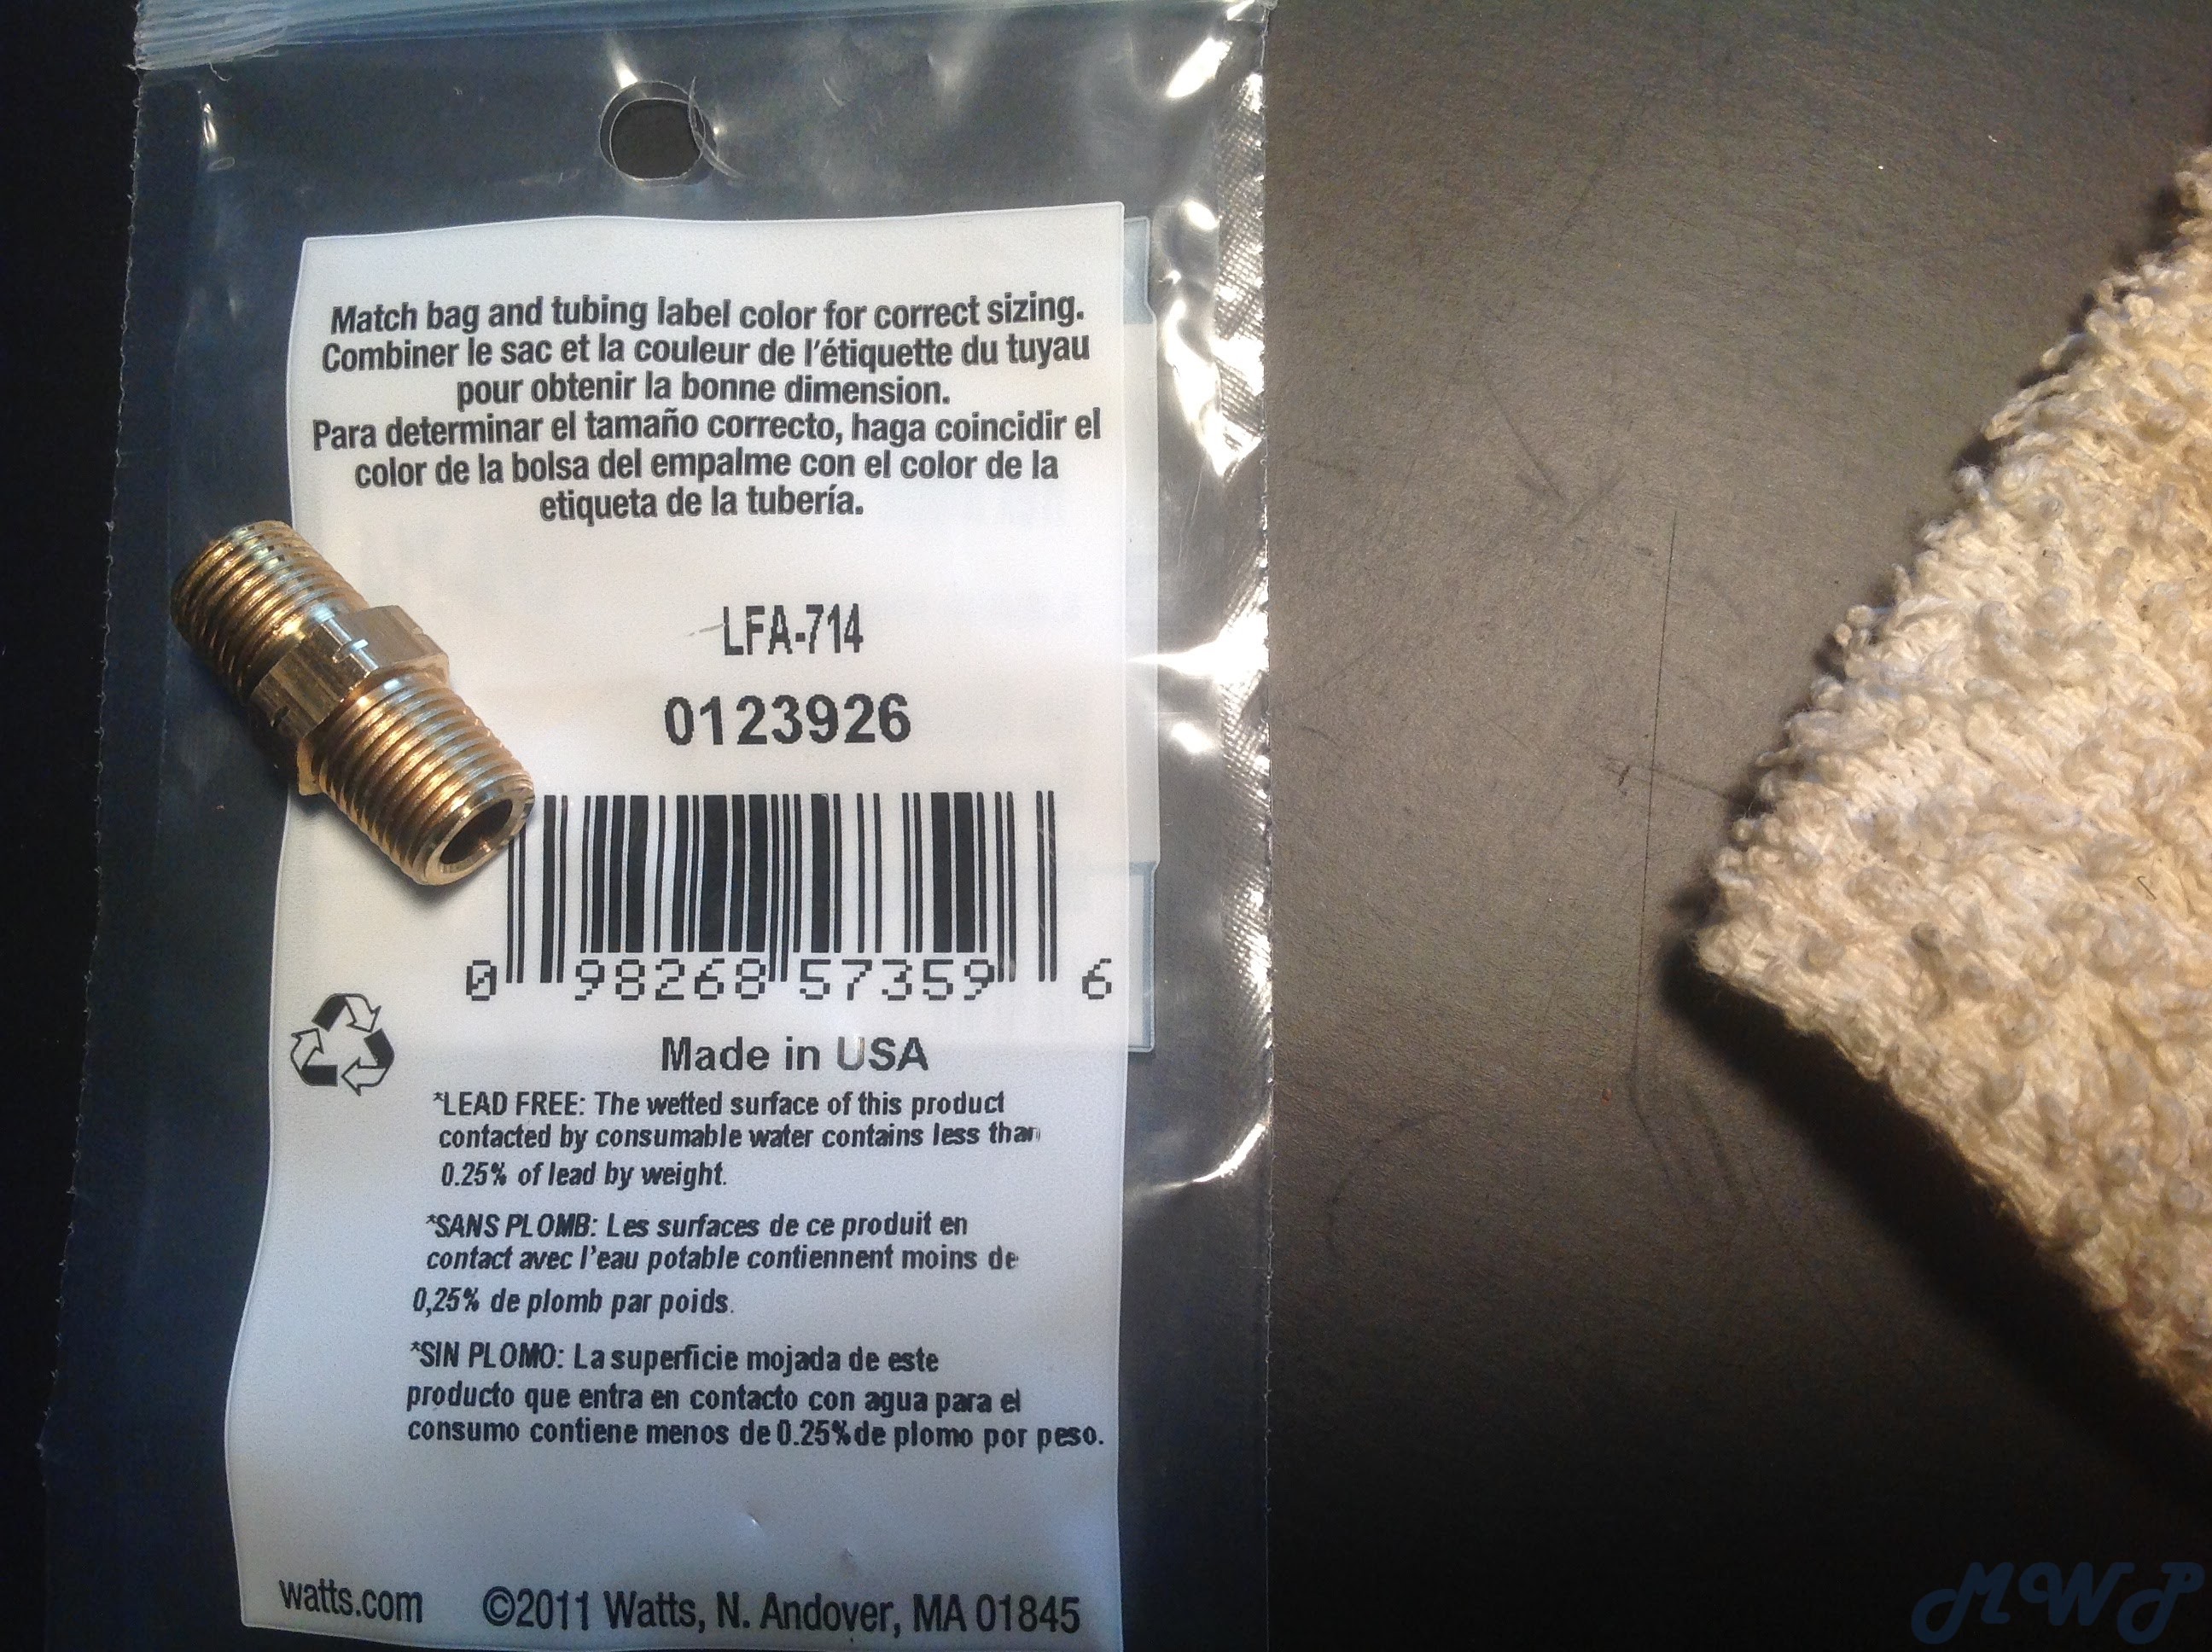 Match bag and tubing label color for correct sizing.
Combiner le sac et la couleur de l'étiquette du tuyau
pour obtenir la bonne dimension.
Para determinar el tamaño correcto, haga coincidir el
color de la bolsa del empalme con el color de la
etiqueta de la tubería.
LFA-714
0123926
0 98268 57359 6
Made in USA
*LEAD FREE: The wetted surface of this product
contacted by consumable water contains less than
0.25% of lead by weight.
*SANS PLOMB: Les surfaces de ce produit en
contact avec l'eau potable contiennent moins de
0,25% de plomb par poids.
*SIN PLOMO: La superficie mojada de este
producto que entra en contacto con agua para el
consumo contiene menos de 0.25% de plomo por peso.
watts.com ©2011 Watts, N. Andover, MA 01845
MWP